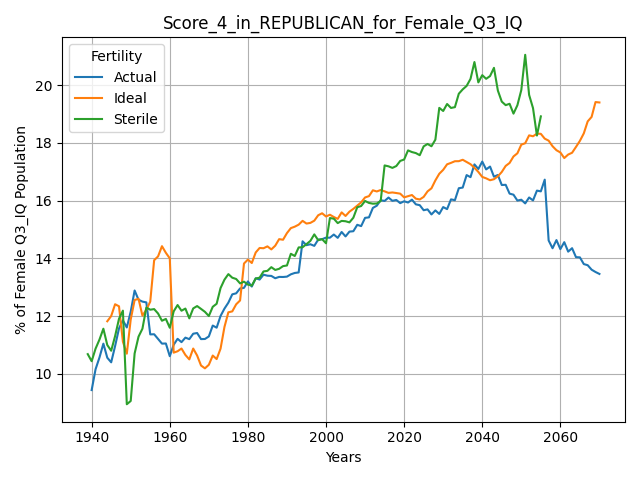 Score_4_in_REPUBLICAN_for_Female_Q3_IQ
Fertility
Actual
Ideal
Sterile
% of Female Q3_IQ Population
20
18
16
14
12
10
1940
1960
1980
2000
2020
2040
2060
Years